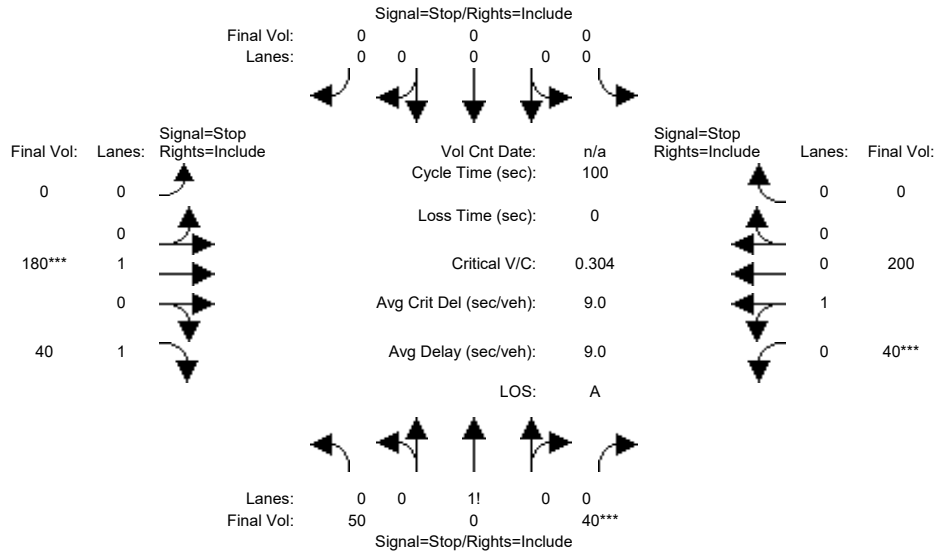 Signal=Stop/Rights=Include
Final Vol: 0 0 0
Lanes: 0 0 0 0 0
Signal=Stop
Final Vol: Lanes: Rights=Include
Vol Cnt Date: n/a
Signal=Stop
Rights=Include Lanes: Final Vol:
Cycle Time (sec): 100
0 0
0 0
Loss Time (sec): 0
0
0
180*** 1
Critical V/C: 0.304
0 200
0
Avg Crit Del (sec/veh): 9.0
1
40 1
Avg Delay (sec/veh): 9.0
0 40***
LOS: A
Lanes: 0 0 1! 0 0
Final Vol: 50 0 40***
Signal=Stop/Rights=Include